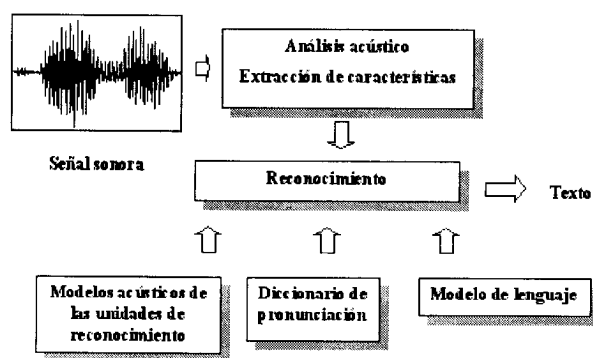 Análisis acústico
Extracción de características
Señal sonora
Reconocimiento
Texto
Modelos acústicos de
las unidades de
reconocimiento
Diccionario de
pronunciación
Modelo de lenguaje